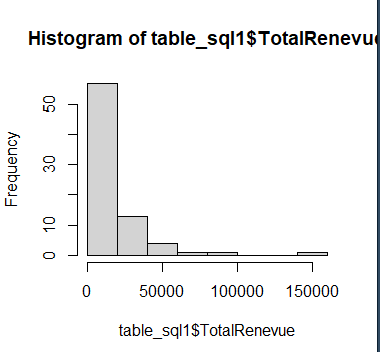 Histogram of table_sql1$TotalRenevue
Frequency
50
30
10
0
0 50000 100000 150000
table_sql1$TotalRenevue